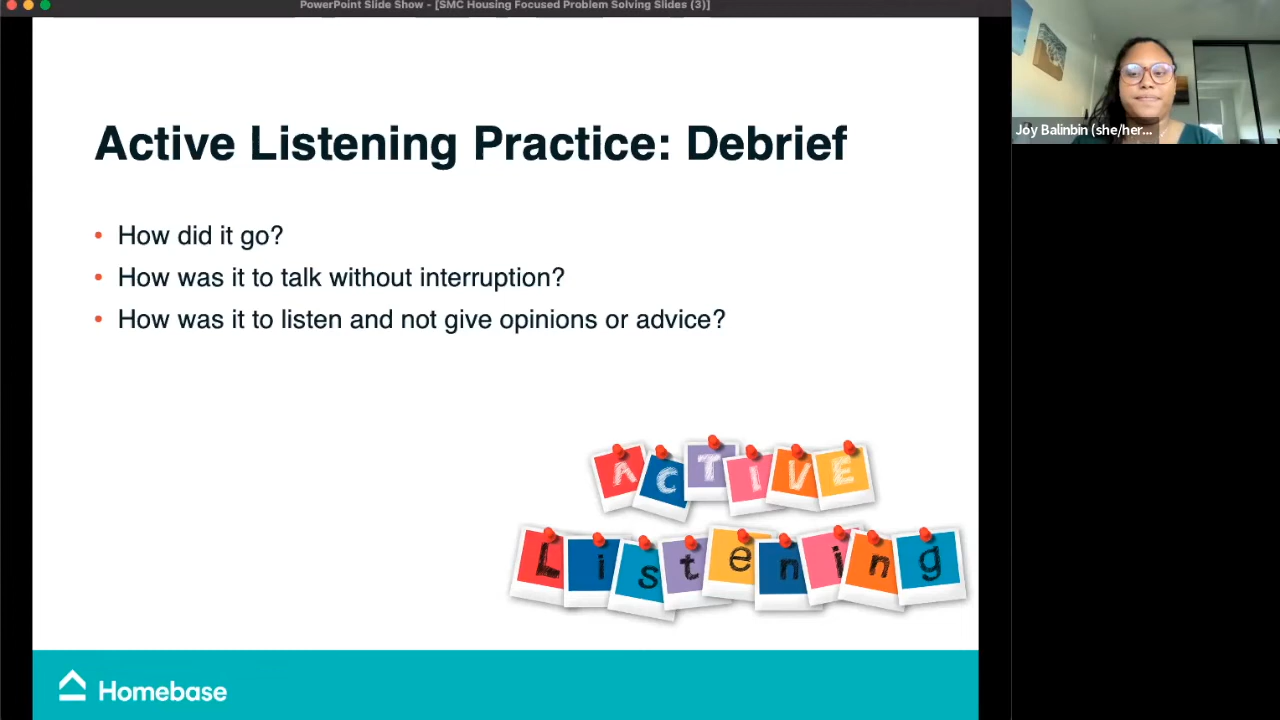 PowerPoint Slide Show - [SMC Housing Focused Problem Solving Slides (3)]
Joy Balinbin (she/her...
Active Listening Practice: Debrief
• How did it go?
• How was it to talk without interruption?
• How was it to listen and not give opinions or advice?
ACTIVE
Listening
Homebase